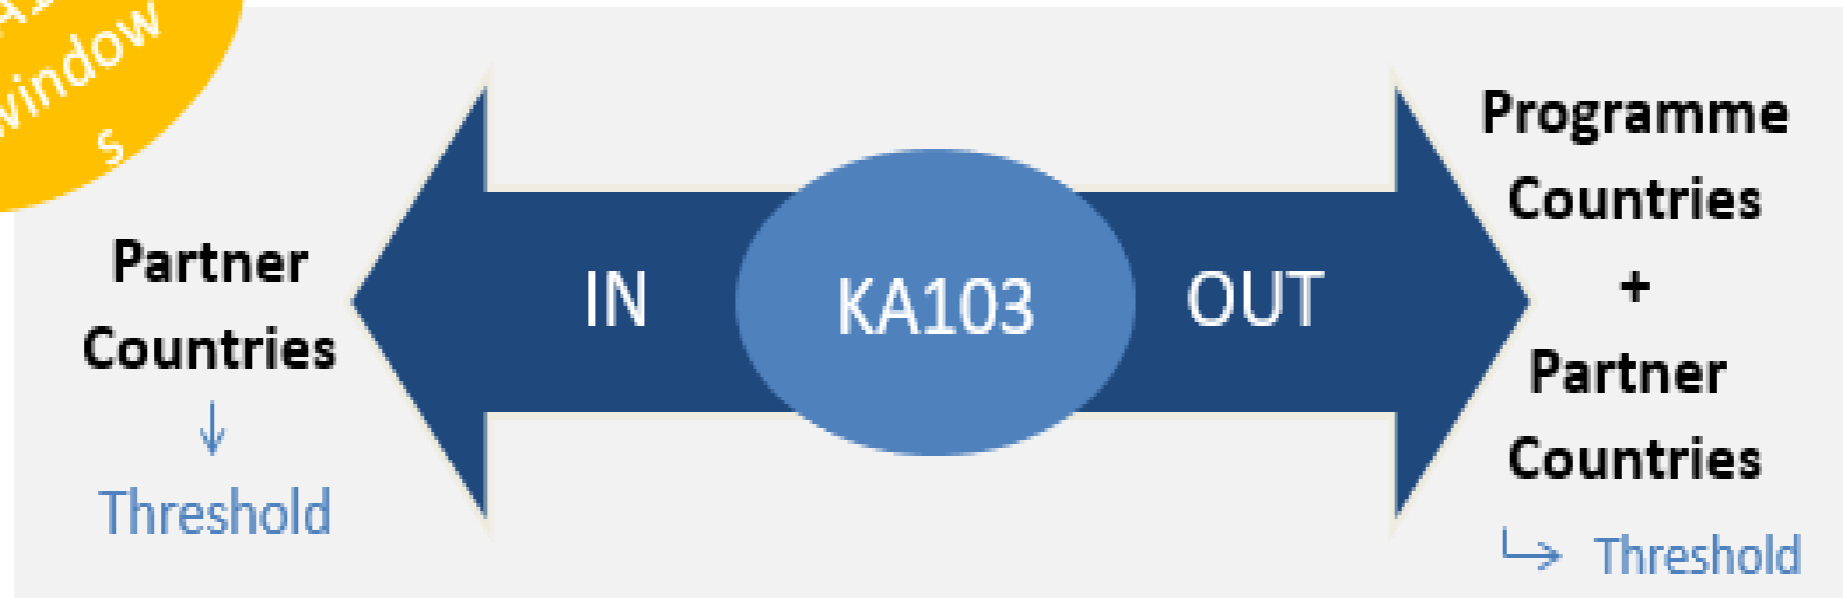 window
s
Partner
Countries
Threshold
IN
KA103
OUT
Programme
Countries
+
Partner
Countries
Threshold